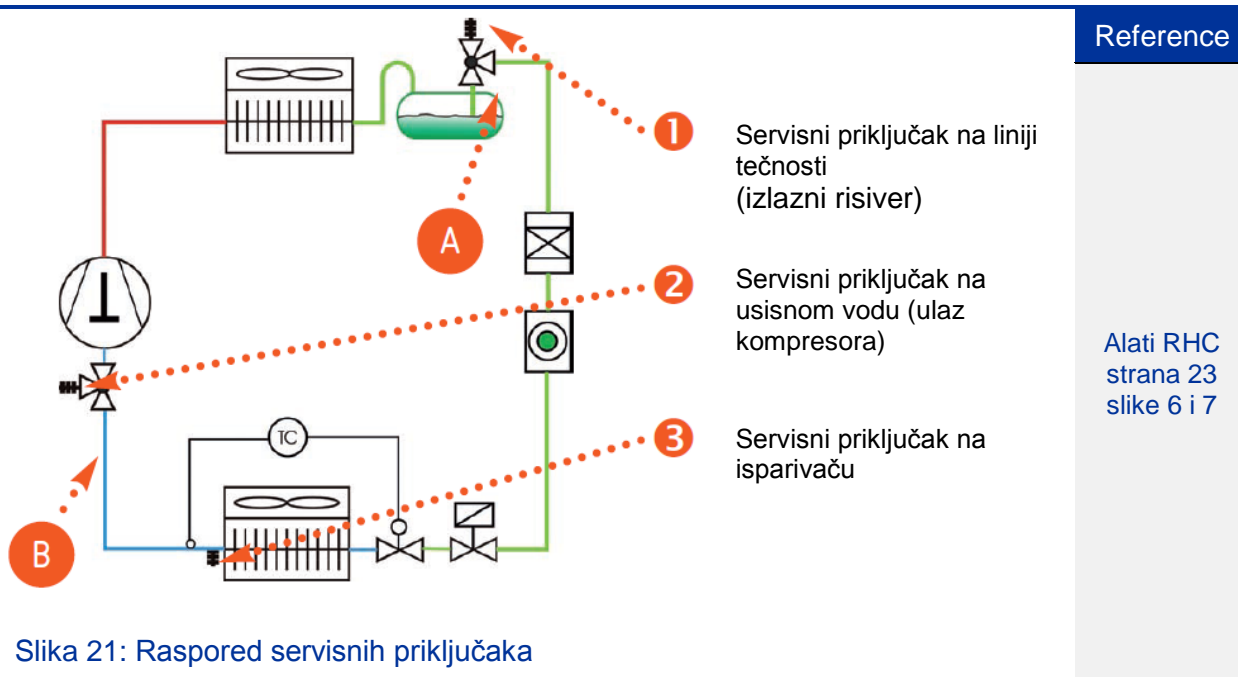 Reference
1
Servisni priključak na liniji
tečnosti
(izlazni risiver)
A
2
Servisni priključak na
usisnom vodu (ulaz
kompresora)
Alati RHC
strana 23
slike 6 i 7
TC
3
Servisni priključak na
isparivaču
B
Slika 21: Raspored servisnih priključaka